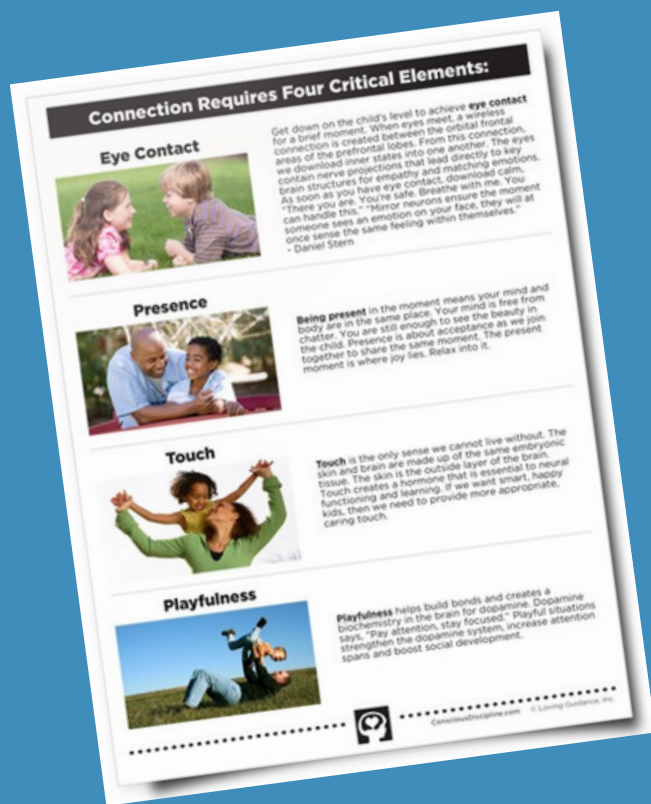 Connection Requires Four Critical Elements:
Eye Contact
Get down on the child's level to achieve eye contact
for a brief moment. When eyes meet, a wireless
connection is created between the orbital frontal
areas of the prefrontal lobes. From this connection,
we download inner states into one another. The eyes
contain nerve projections that lead directly to key
brain structures for empathy and matching emotions.
As soon as you have eye contact, download calm,
"There you are. You're safe. Breathe with me. You
can handle this." "Mirror neurons ensure the moment
someone sees an emotion on your face, they will at
once sense the same feeling within themselves."
- Daniel Stern
Presence
Being present in the moment means your mind and
body are in the same place. Your mind is free from
chatter. You are still enough to see the beauty in
the child. Presence is about acceptance as we join
together to share the same moment. The present
moment is where joy lies. Relax into it.
Touch
Touch is the only sense we cannot live without. The
skin and brain are made up of the same embryonic
tissue. The skin is the outside layer of the brain.
Touch creates a hormone that is essential to neural
functioning and learning. If we want smart, happy
kids, then we need to provide more appropriate,
caring touch.
Playfulness
Playfulness helps build bonds and creates a
biochemistry in the brain for dopamine. Dopamine
says, "Pay attention, stay focused." Playful situations
strengthen the dopamine system, increase attention
spans and boost social development.
ConsciousDiscipline.com © Loving Guidance, Inc.